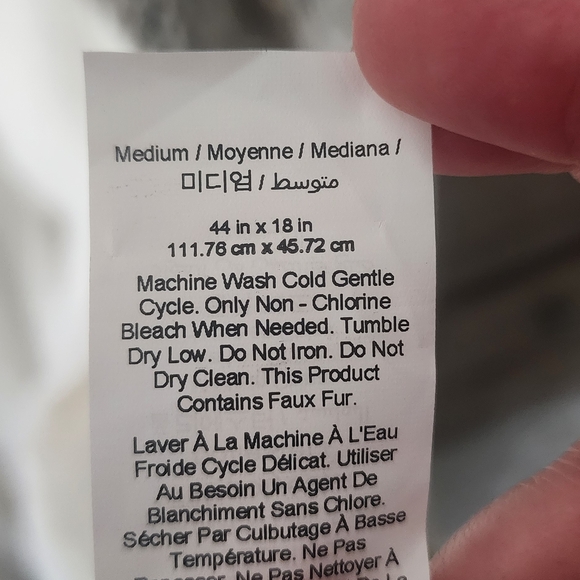 Medium / Moyenne / Mediana /
미디엄 / متوسط
44 in x 18 in
111.76 cm x 45.72 cm
Machine Wash Cold Gentle
Cycle. Only Non - Chlorine
Bleach When Needed. Tumble
Dry Low. Do Not Iron. Do Not
Dry Clean. This Product
Contains Faux Fur.
Laver À La Machine À L'Eau
Froide Cycle Délicat. Utiliser
Au Besoin Un Agent De
Blanchiment Sans Chlore.
Sécher Par Culbutage À Basse
Température. Ne Pas
Ne Pas Nettoyer À